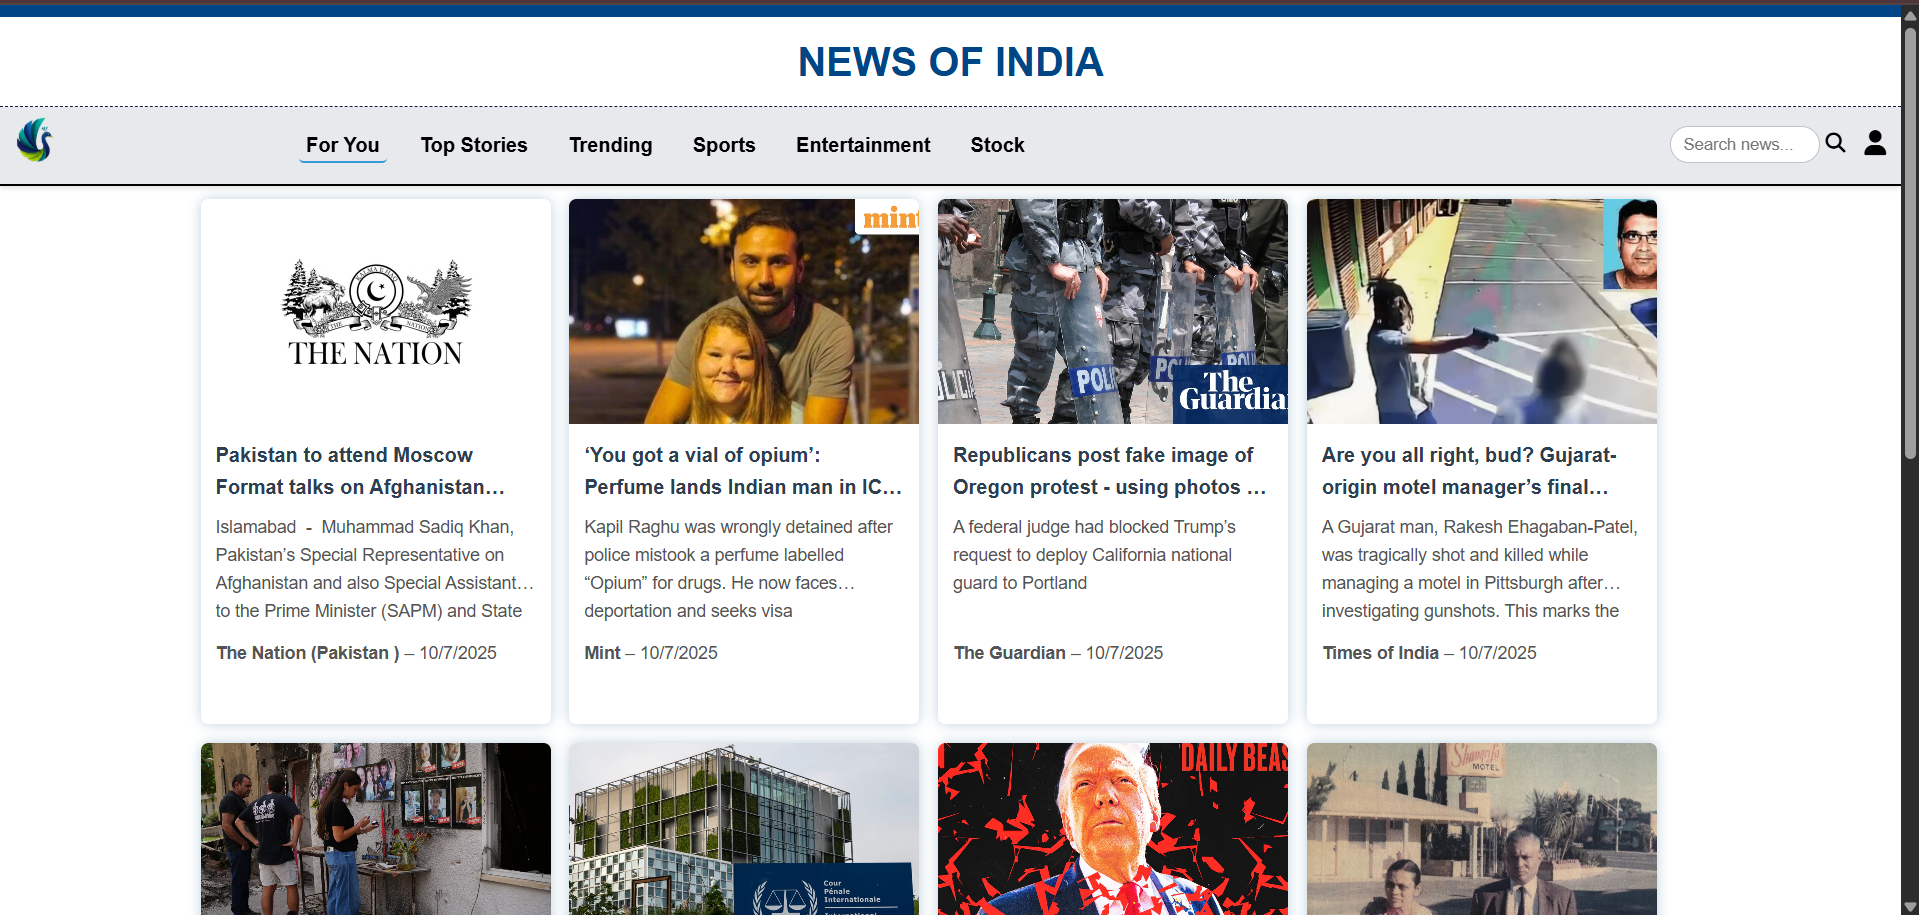 NEWS OF INDIA
For You Top Stories Trending Sports Entertainment Stock Search news...
THE NATION
Pakistan to attend Moscow
Format talks on Afghanistan…
Islamabad - Muhammad Sadiq Khan,
Pakistan’s Special Representative on
Afghanistan and also Special Assistant…
to the Prime Minister (SAPM) and State
The Nation (Pakistan ) – 10/7/2025
mint
‘You got a vial of opium’:
Perfume lands Indian man in IC…
Kapil Raghu was wrongly detained after
police mistook a perfume labelled
“Opium” for drugs. He now faces…
deportation and seeks visa
Mint – 10/7/2025
POLI
POLI
The
Guardia
Republicans post fake image of
Oregon protest - using photos …
A federal judge had blocked Trump’s
request to deploy California national
guard to Portland
The Guardian – 10/7/2025
Are you all right, bud? Gujarat-
origin motel manager’s final…
A Gujarat man, Rakesh Ehagaban-Patel,
was tragically shot and killed while
managing a motel in Pittsburgh after…
investigating gunshots. This marks the
Times of India – 10/7/2025
Cour
Pénale
Internationale
DAILY BEAS
MOTEL